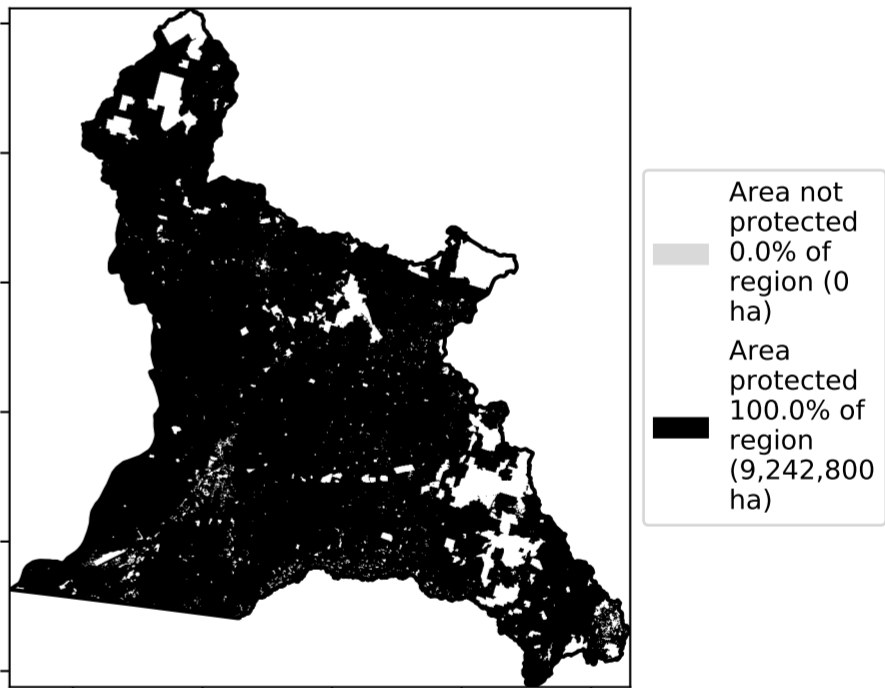 Area not
protected
0.0% of
region (0
ha)
Area
protected
100.0% of
region
(9,242,800
ha)